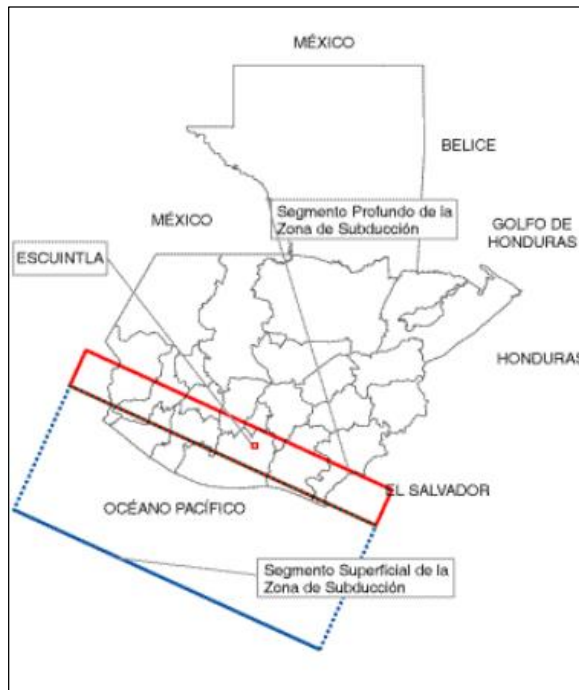 MÉXICO
BELICE
Segmento Profundo de la
Zona de Subducción
MÉXICO
GOLFO DE
HONDURAS
ESCUINTLA
HONDURAS
EL SALVADOR
OCÉANO PACÍFICO
Segmento Superficial de la
Zona de Subducción